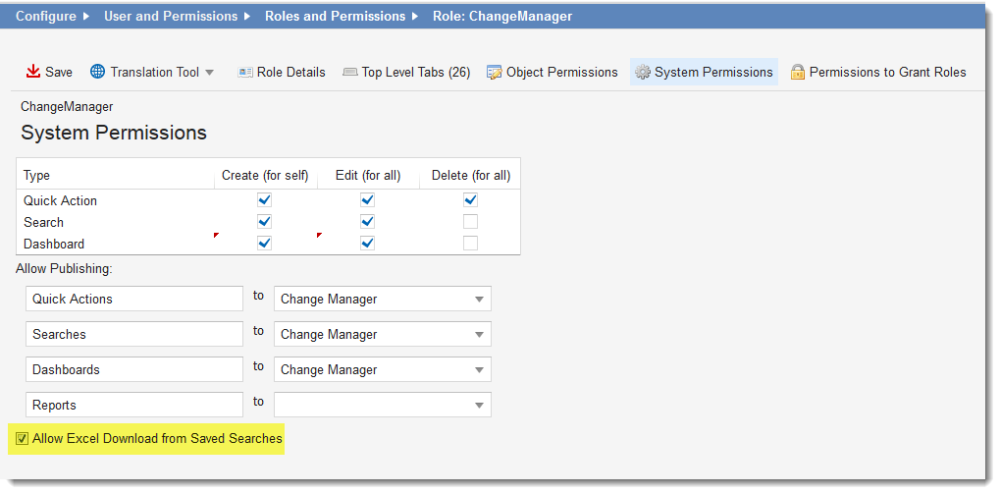 Configure User and Permissions Roles and Permissions Role: ChangeManager
Save Translation Tool Role Details Top Level Tabs (26) Object Permissions System Permissions Permissions to Grant Roles
ChangeManager
System Permissions
Type Create (for self) Edit (for all) Delete (for all)
Quick Action
Search
Dashboard
Allow Publishing:
Quick Actions to Change Manager
Searches to Change Manager
Dashboards to Change Manager
Reports to
Allow Excel Download from Saved Searches